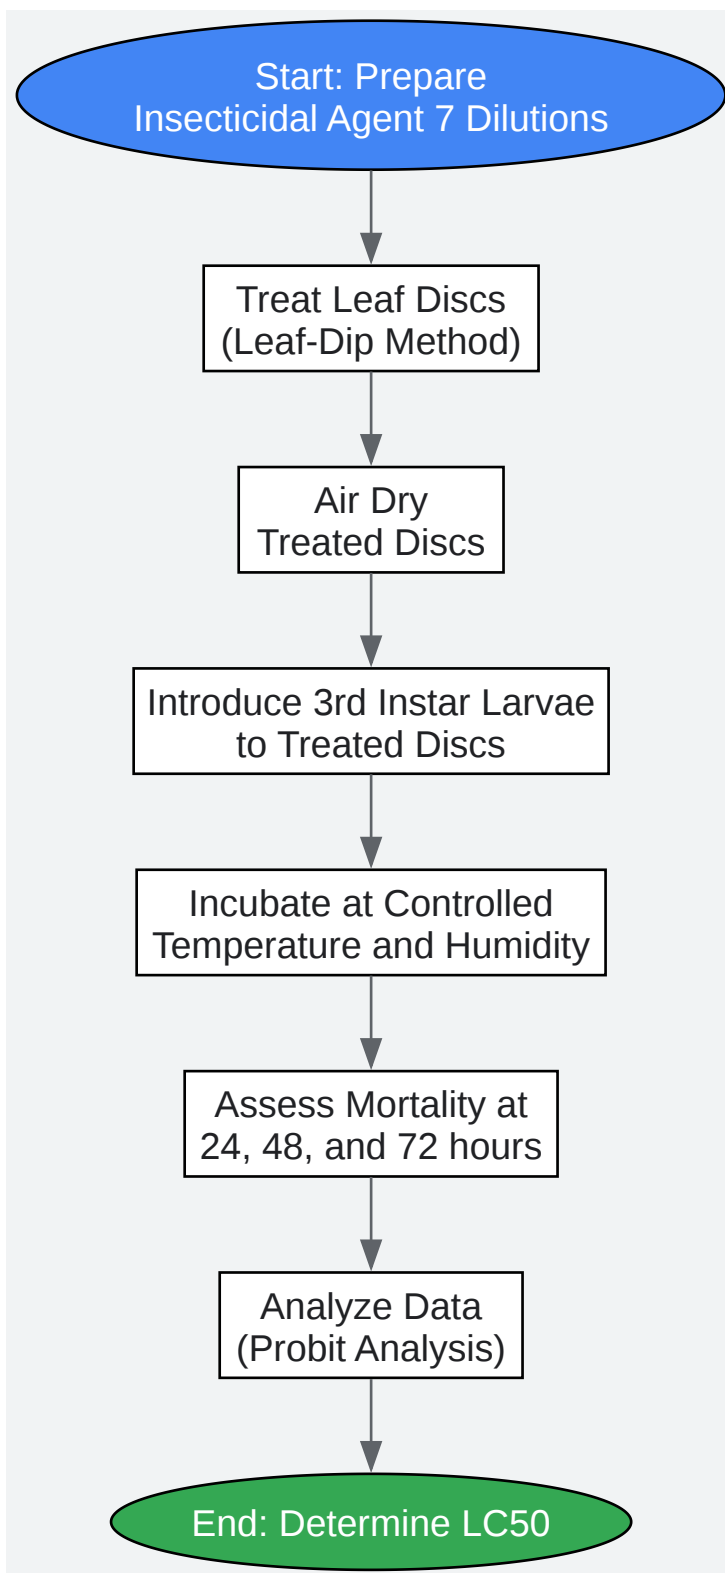 Start: Prepare
Insecticidal Agent 7 Dilutions
Treat Leaf Discs
(Leaf-Dip Method)
Air Dry
Treated Discs
Introduce 3rd Instar Larvae
to Treated Discs
Incubate at Controlled
Temperature and Humidity
Assess Mortality at
24, 48, and 72 hours
Analyze Data
(Probit Analysis)
End: Determine LC50